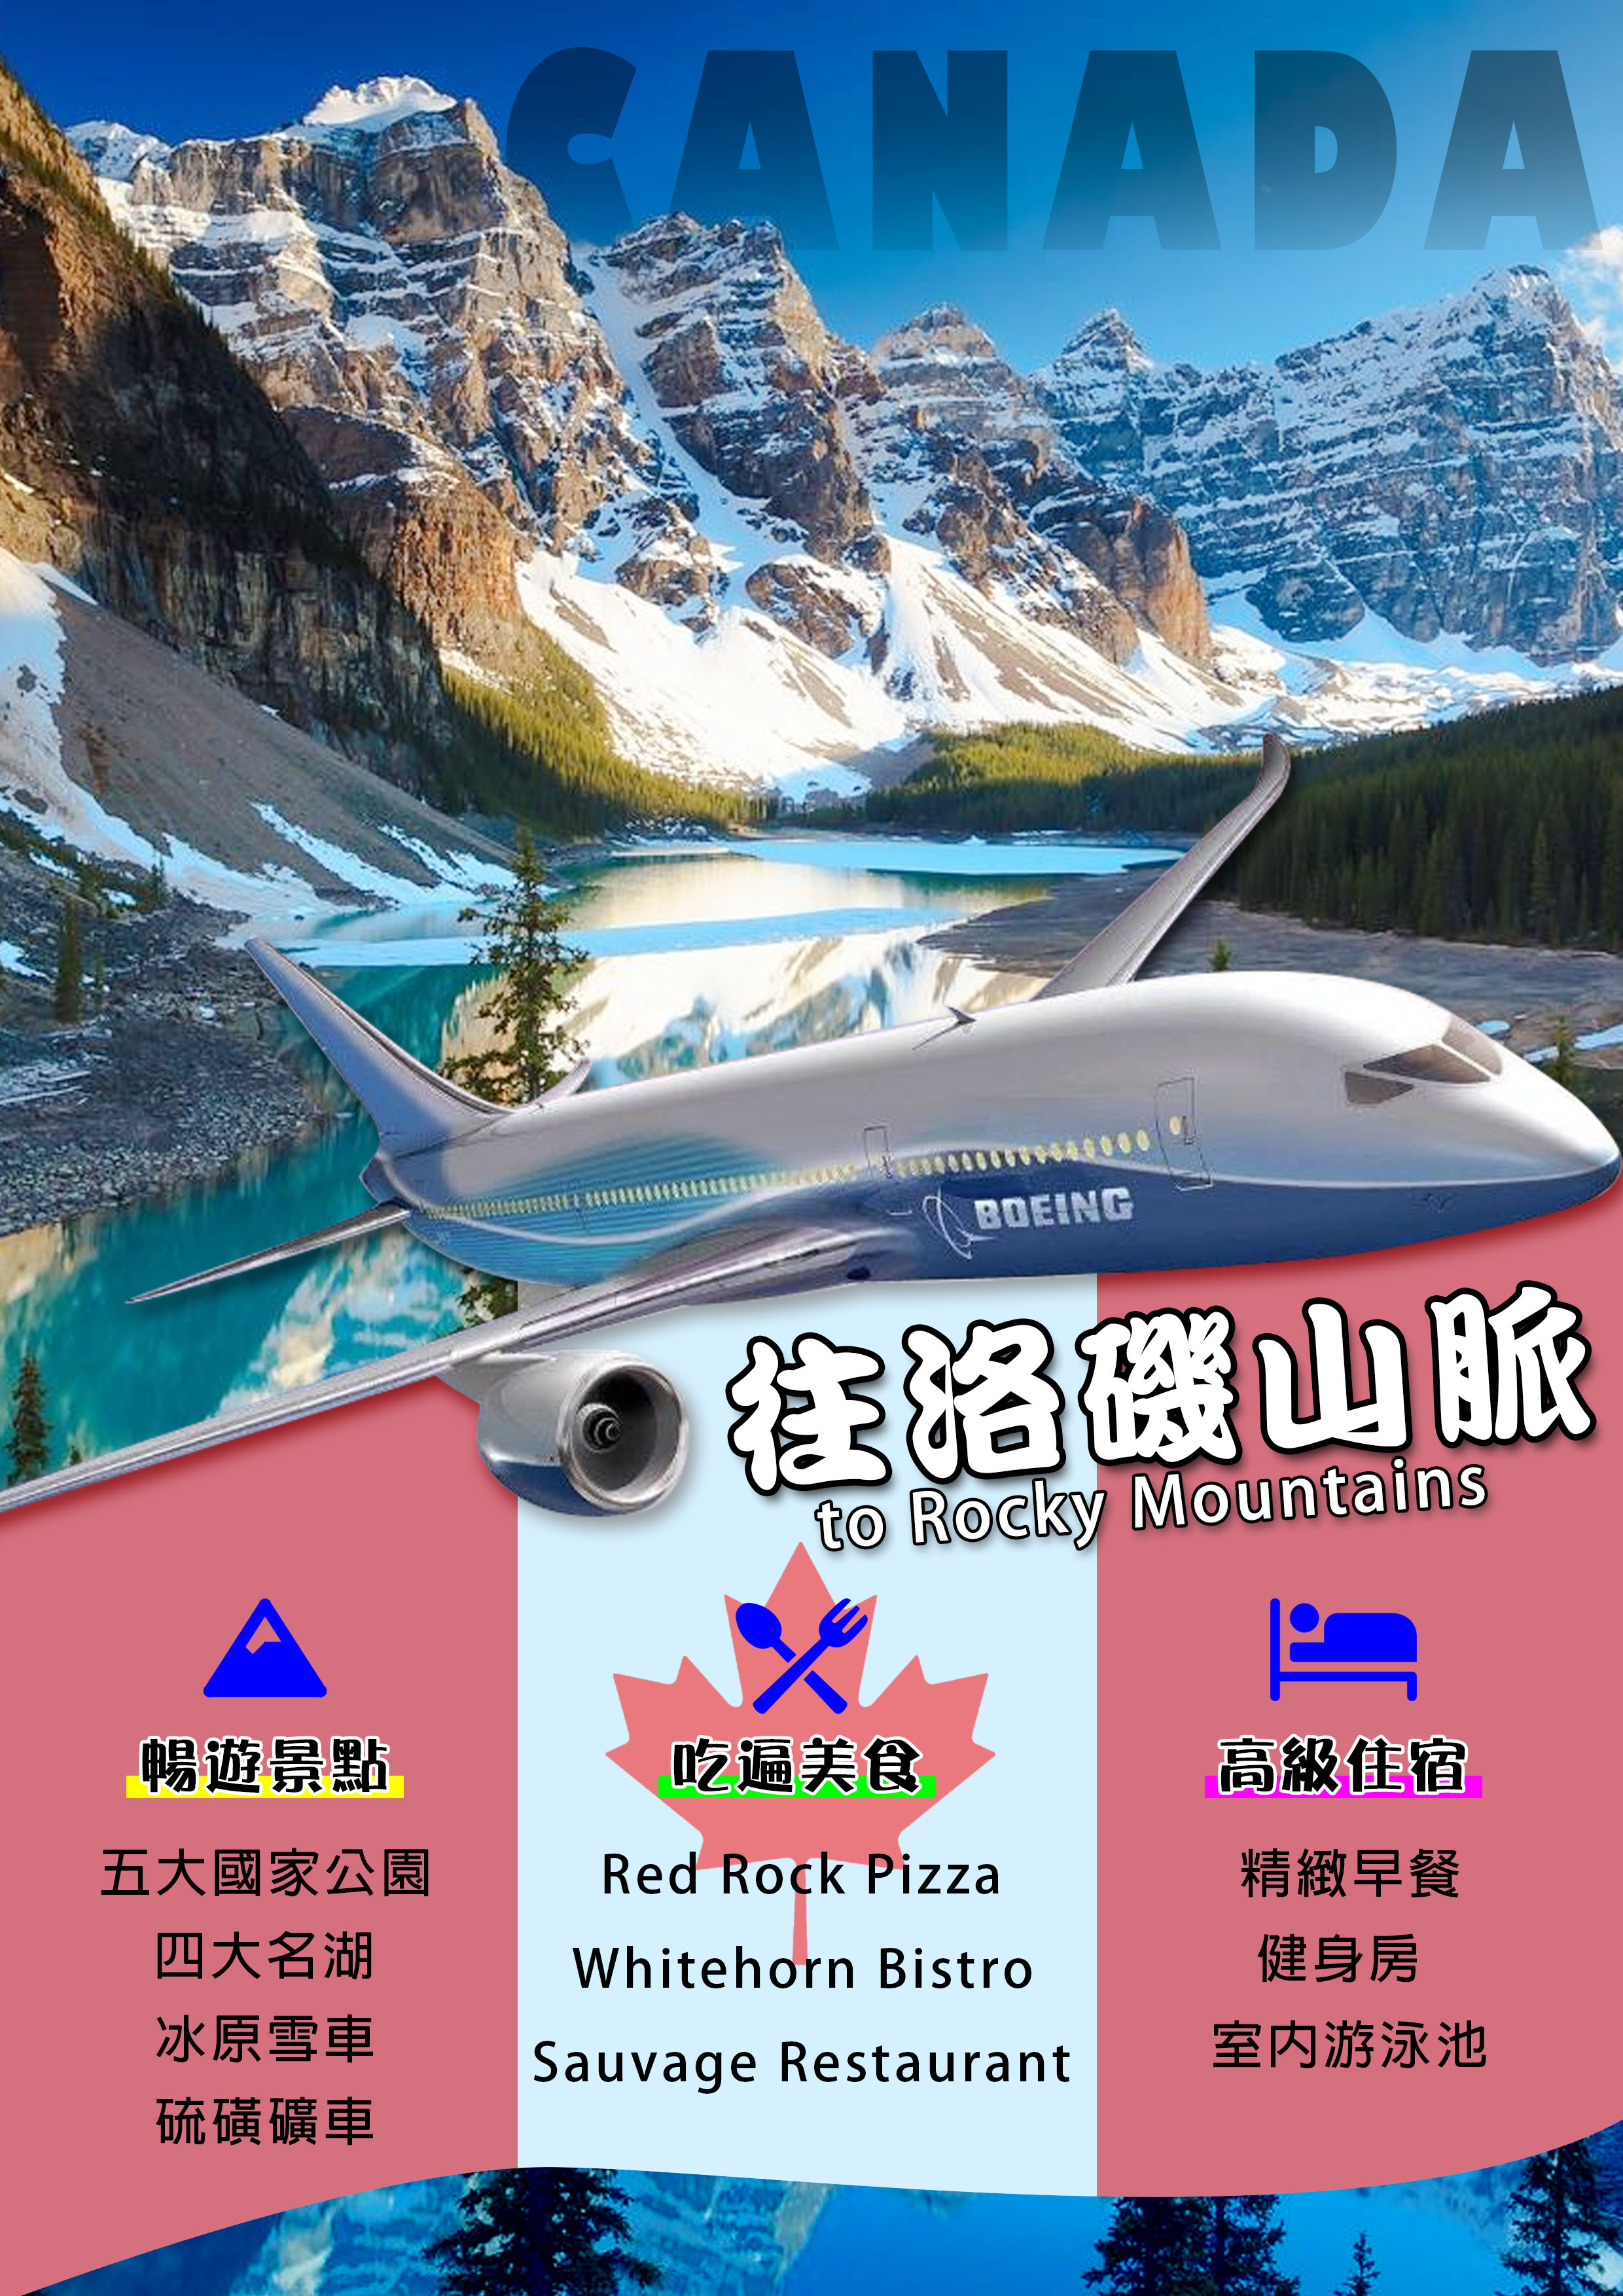 CANADA
BOEING
往洛磯山脈
to Rocky Mountains
暢遊景點
五大國家公園
四大名湖
冰原雪車
硫磺礦車
吃遍美食
Red Rock Pizza
Whitehorn Bistro
Sauvage Restaurant
高級住宿
精緻早餐
健身房
室內游泳池